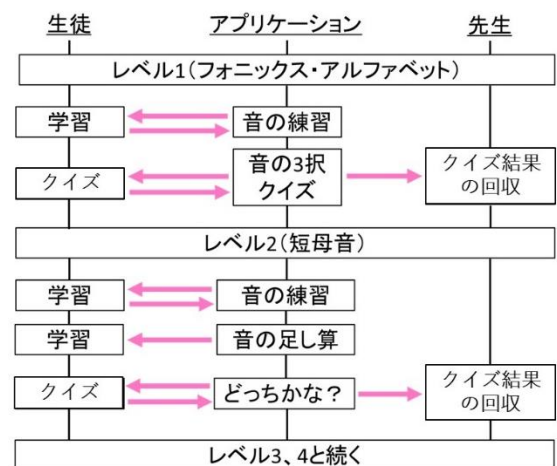 生徒 アプリケーション 先生
レベル1(フォニックス・アルファベット)
学習 音の練習
クイズ 音の3択
クイズ クイズ結果
の回収
レベル2(短母音)
学習 音の練習
学習 音の足し算
クイズ どっちかな? クイズ結果
の回収
レベル3、4と続く